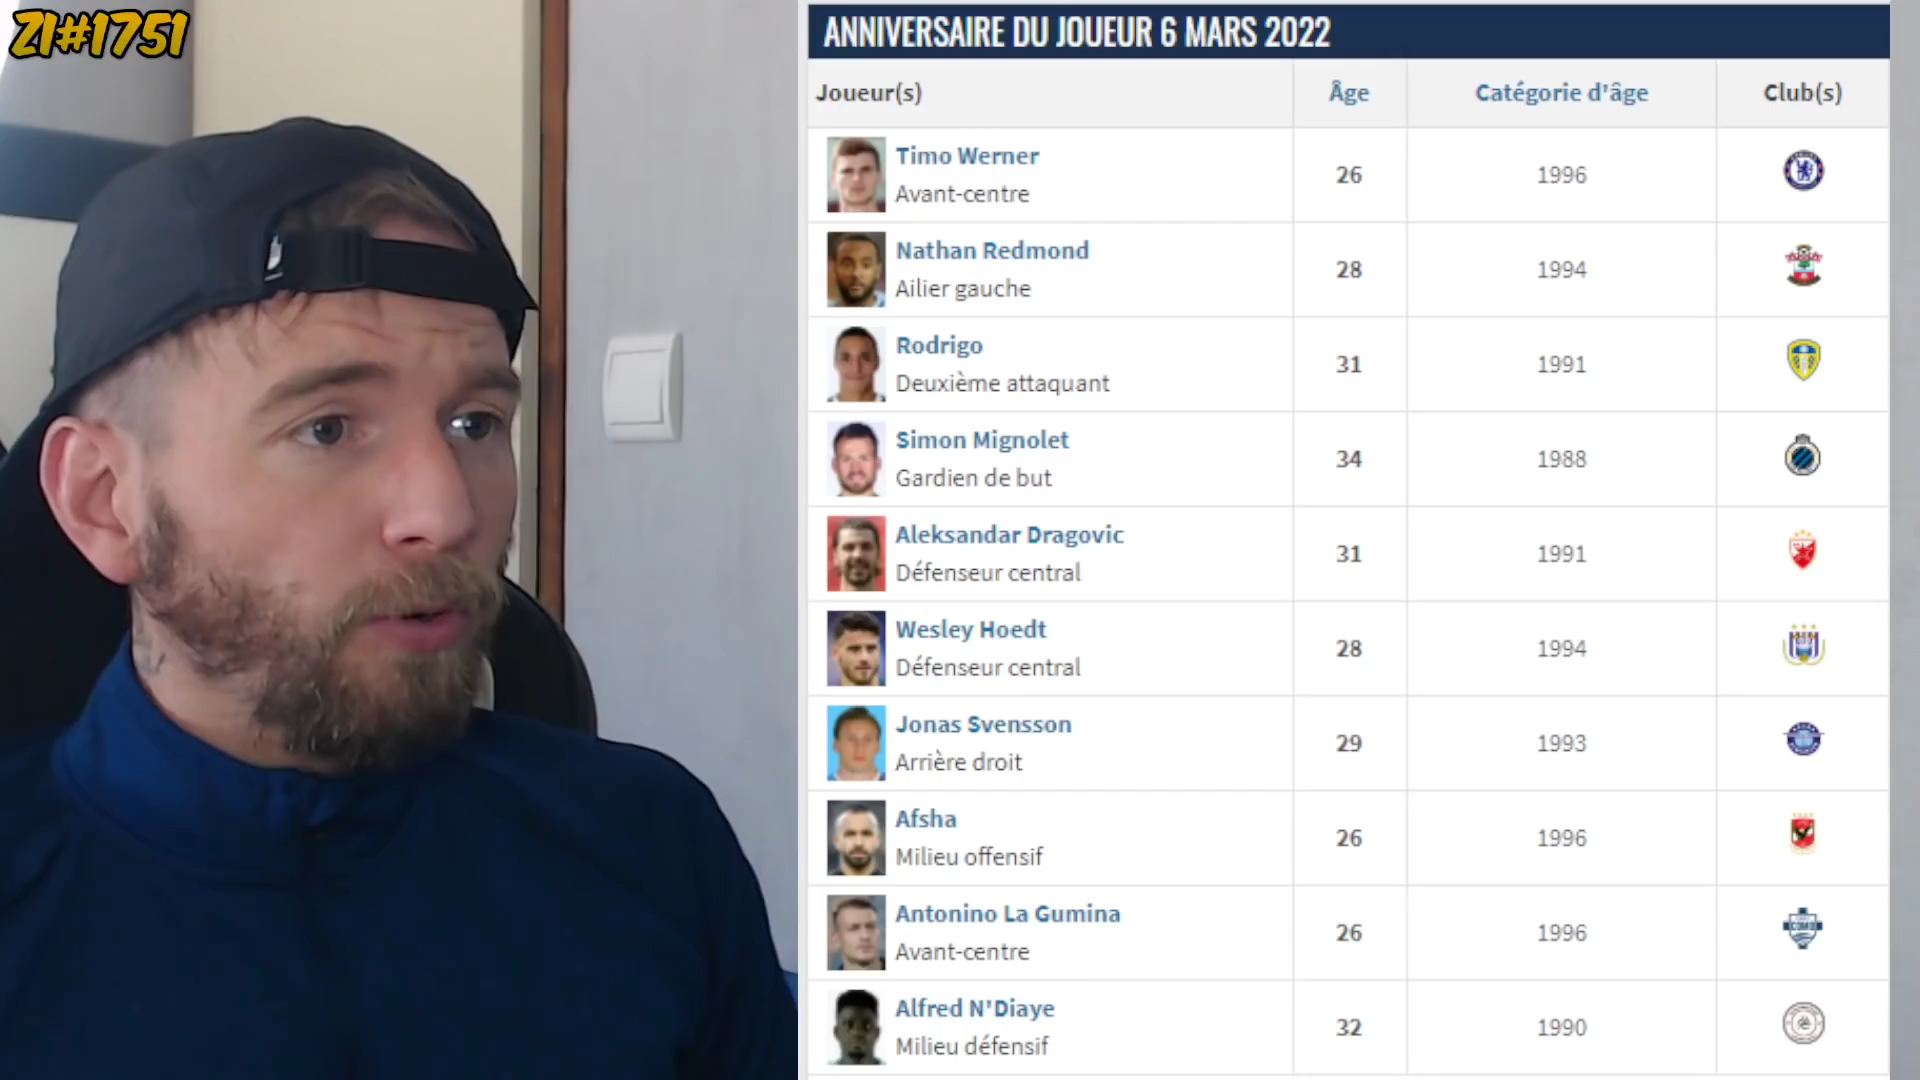 ZI#1751
ANNIVERSAIRE DU JOUEUR 6 MARS 2022
Joueur(s) Âge Catégorie d'âge Club(s)
Timo Werner
Avant-centre
26 1996
Nathan Redmond
Ailier gauche
28 1994
Rodrigo
Deuxième attaquant
31 1991
Simon Mignolet
Gardien de but
34 1988
Aleksandar Dragovic
Défenseur central
31 1991
Wesley Hoedt
Défenseur central
28 1994
Jonas Svensson
Arrière droit
29 1993
Afsha
Milieu offensif
26 1996
Antonino La Gumina
Avant-centre
26 1996
COMO
Alfred N'Diaye
Milieu défensif
32 1990